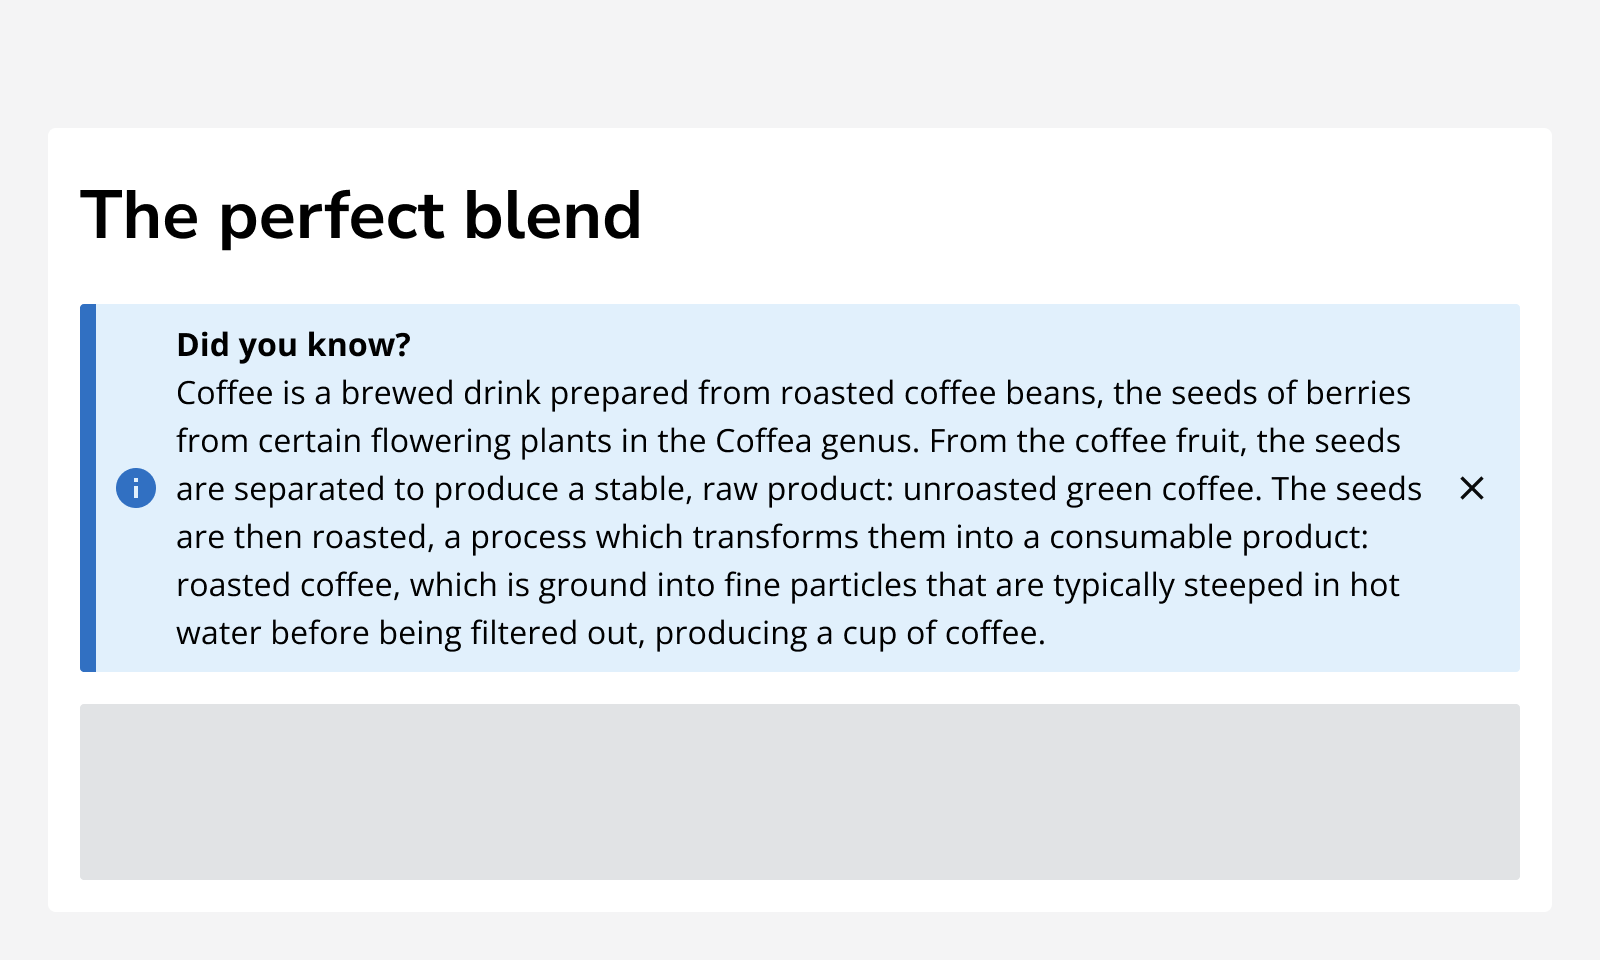 The perfect blend
Did you know?
Coffee is a brewed drink prepared from roasted coffee beans, the seeds of berries
from certain flowering plants in the Coffea genus. From the coffee fruit, the seeds
are separated to produce a stable, raw product: unroasted green coffee. The seeds
are then roasted, a process which transforms them into a consumable product:
roasted coffee, which is ground into fine particles that are typically steeped in hot
water before being filtered out, producing a cup of coffee.